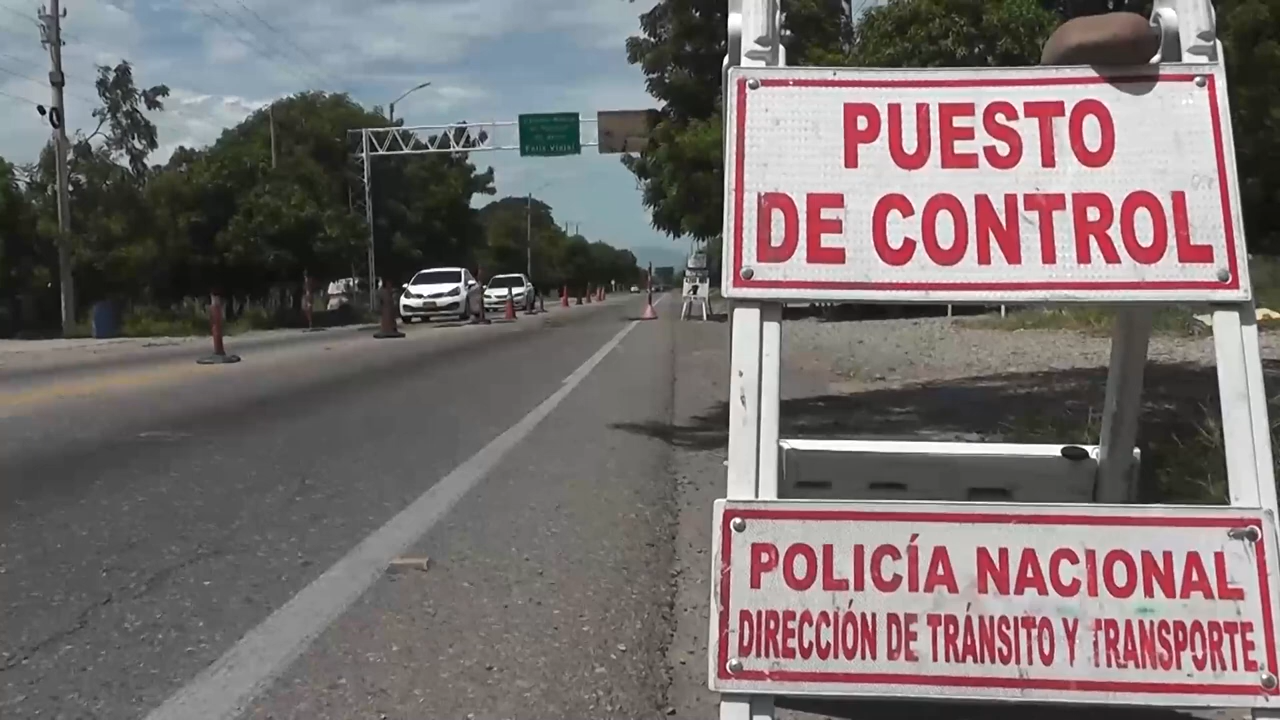 PUESTO
DE CONTROL
POLICÍA NACIONAL
DIRECCIÓN DE TRÁNSITO Y TRANSPORTE